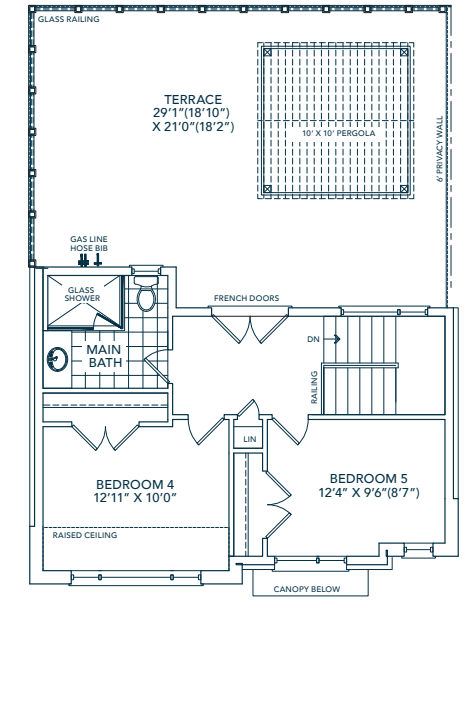 GLASS RAILING
TERRACE
29'1"(18'10")
X 21'0"(18'2")
10' X 10' PERGOLA
6' PRIVACY WALL
GAS LINE
HOSE BIB
GLASS
SHOWER
FRENCH DOORS
MAIN
BATH
DN
RAILING
LIN
BEDROOM 4
12'11" X 10'0"
BEDROOM 5
12'4" X 9'6"(8'7")
RAISED CEILING
CANOPY BELOW